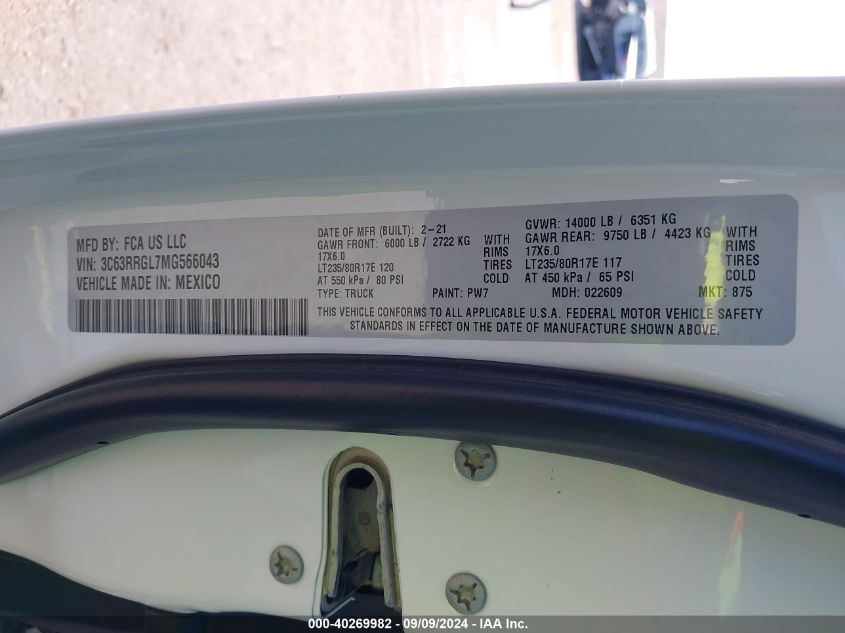 MFD BY: FCA US LLC
VIN: 3C63RRGL7MG566043
VEHICLE MADE IN: MEXICO
DATE OF MFR (BUILT): 2-21
GAWR FRONT: 6000 LB / 2722 KG WITH
17X6.0 RIMS
LT235/80R17E 120 TIRES
AT 550 kPa / 80 PSI COLD
TYPE: TRUCK PAINT: PW7
GVWR: 14000 LB / 6351 KG
GAWR REAR: 9750 LB / 4423 KG WITH
17X6.0 RIMS
LT235/80R17E 117 TIRES
AT 450 kPa / 65 PSI COLD
MDH: 022609 MKT: 875
THIS VEHICLE CONFORMS TO ALL APPLICABLE U.S.A. FEDERAL MOTOR VEHICLE SAFETY
STANDARDS IN EFFECT ON THE DATE OF MANUFACTURE SHOWN ABOVE.
000-40269982 - 09/09/2024 - IAA Inc.